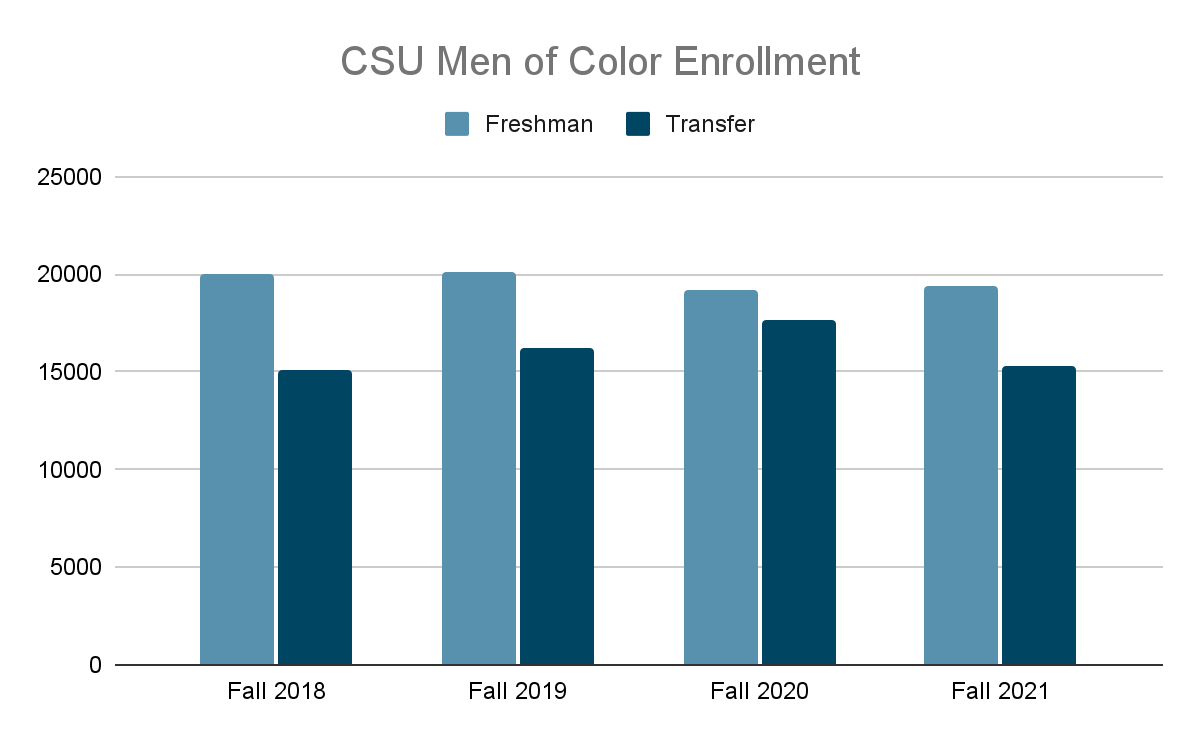 CSU Men of Color Enrollment
Freshman Transfer
25000
20000
15000
10000
5000
0
Fall 2018 Fall 2019 Fall 2020 Fall 2021